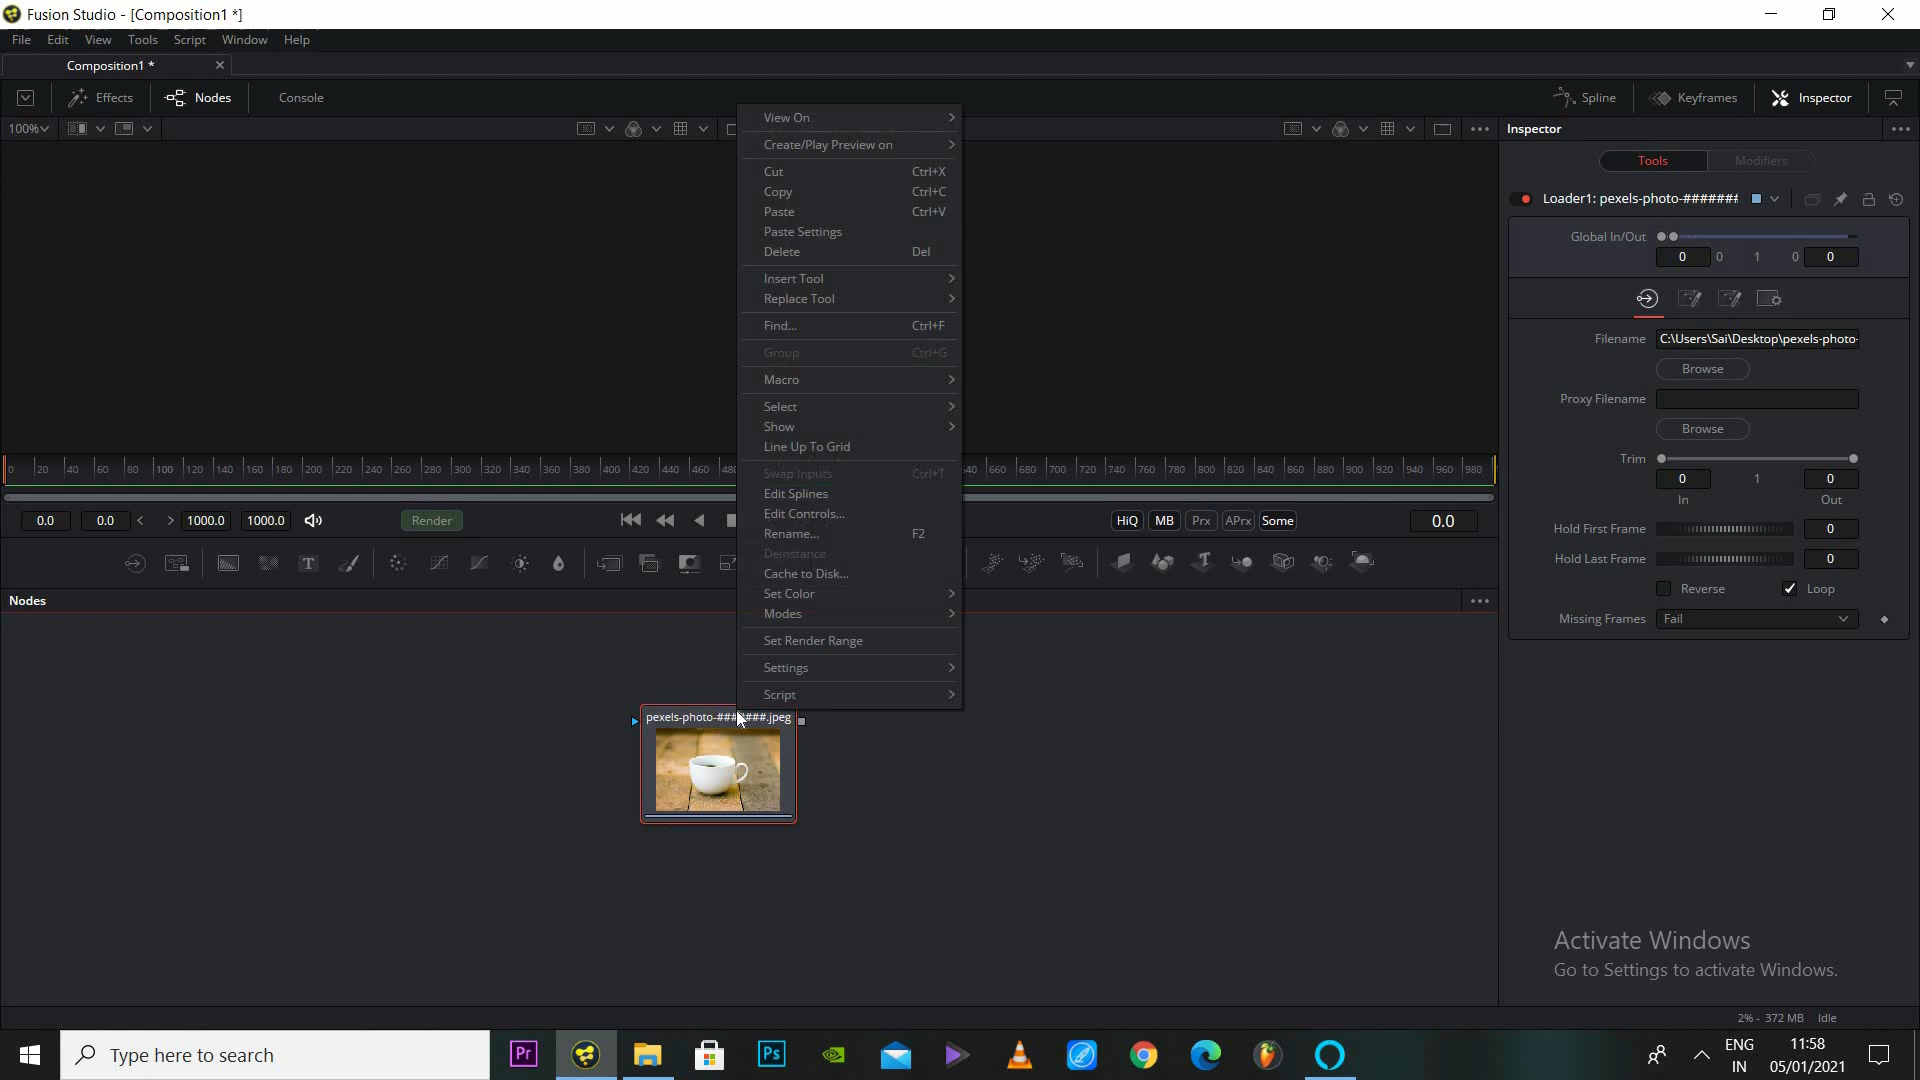 Fusion Studio - [Composition1 *]
File Edit View Tools Script Window Help
Composition1 *
Effects Nodes Console Spline Keyframes Inspector
100%
Inspector
Tools Modifiers
Loader1: pexels-photo-#######
Global In/Out
0 0 1 0 0
Filename C:\Users\Sai\Desktop\pexels-photo-
Browse
Proxy Filename
Browse
Trim
0 1 0
In Out
Hold First Frame 0
Hold Last Frame 0
Reverse Loop
Missing Frames Fail
View On
Create/Play Preview on
Cut Ctrl+X
Copy Ctrl+C
Paste Ctrl+V
Paste Settings
Delete Del
Insert Tool
Replace Tool
Find... Ctrl+F
Group Ctrl+G
Macro
Select
Show
Line Up To Grid
Swap Inputs Ctrl+T
Edit Splines
Edit Controls...
Rename... F2
Deinstance
Cache to Disk...
Set Color
Modes
Set Render Range
Settings
Script
0 20 40 60 80 100 120 140 160 180 200 220 240 260 280 300 320 340 360 380 400 420 440 460 660 680 700 720 740 760 780 800 820 840 860 880 900 920 940 960 980
0.0 0.0 1000.0 1000.0 Render HiQ MB Prx APrx Some 0.0
Nodes
Activate Windows
Go to Settings to activate Windows.
2% - 372 MB Idle
Type here to search
Pr
Ps
ENG
IN
11:58
05/01/2021